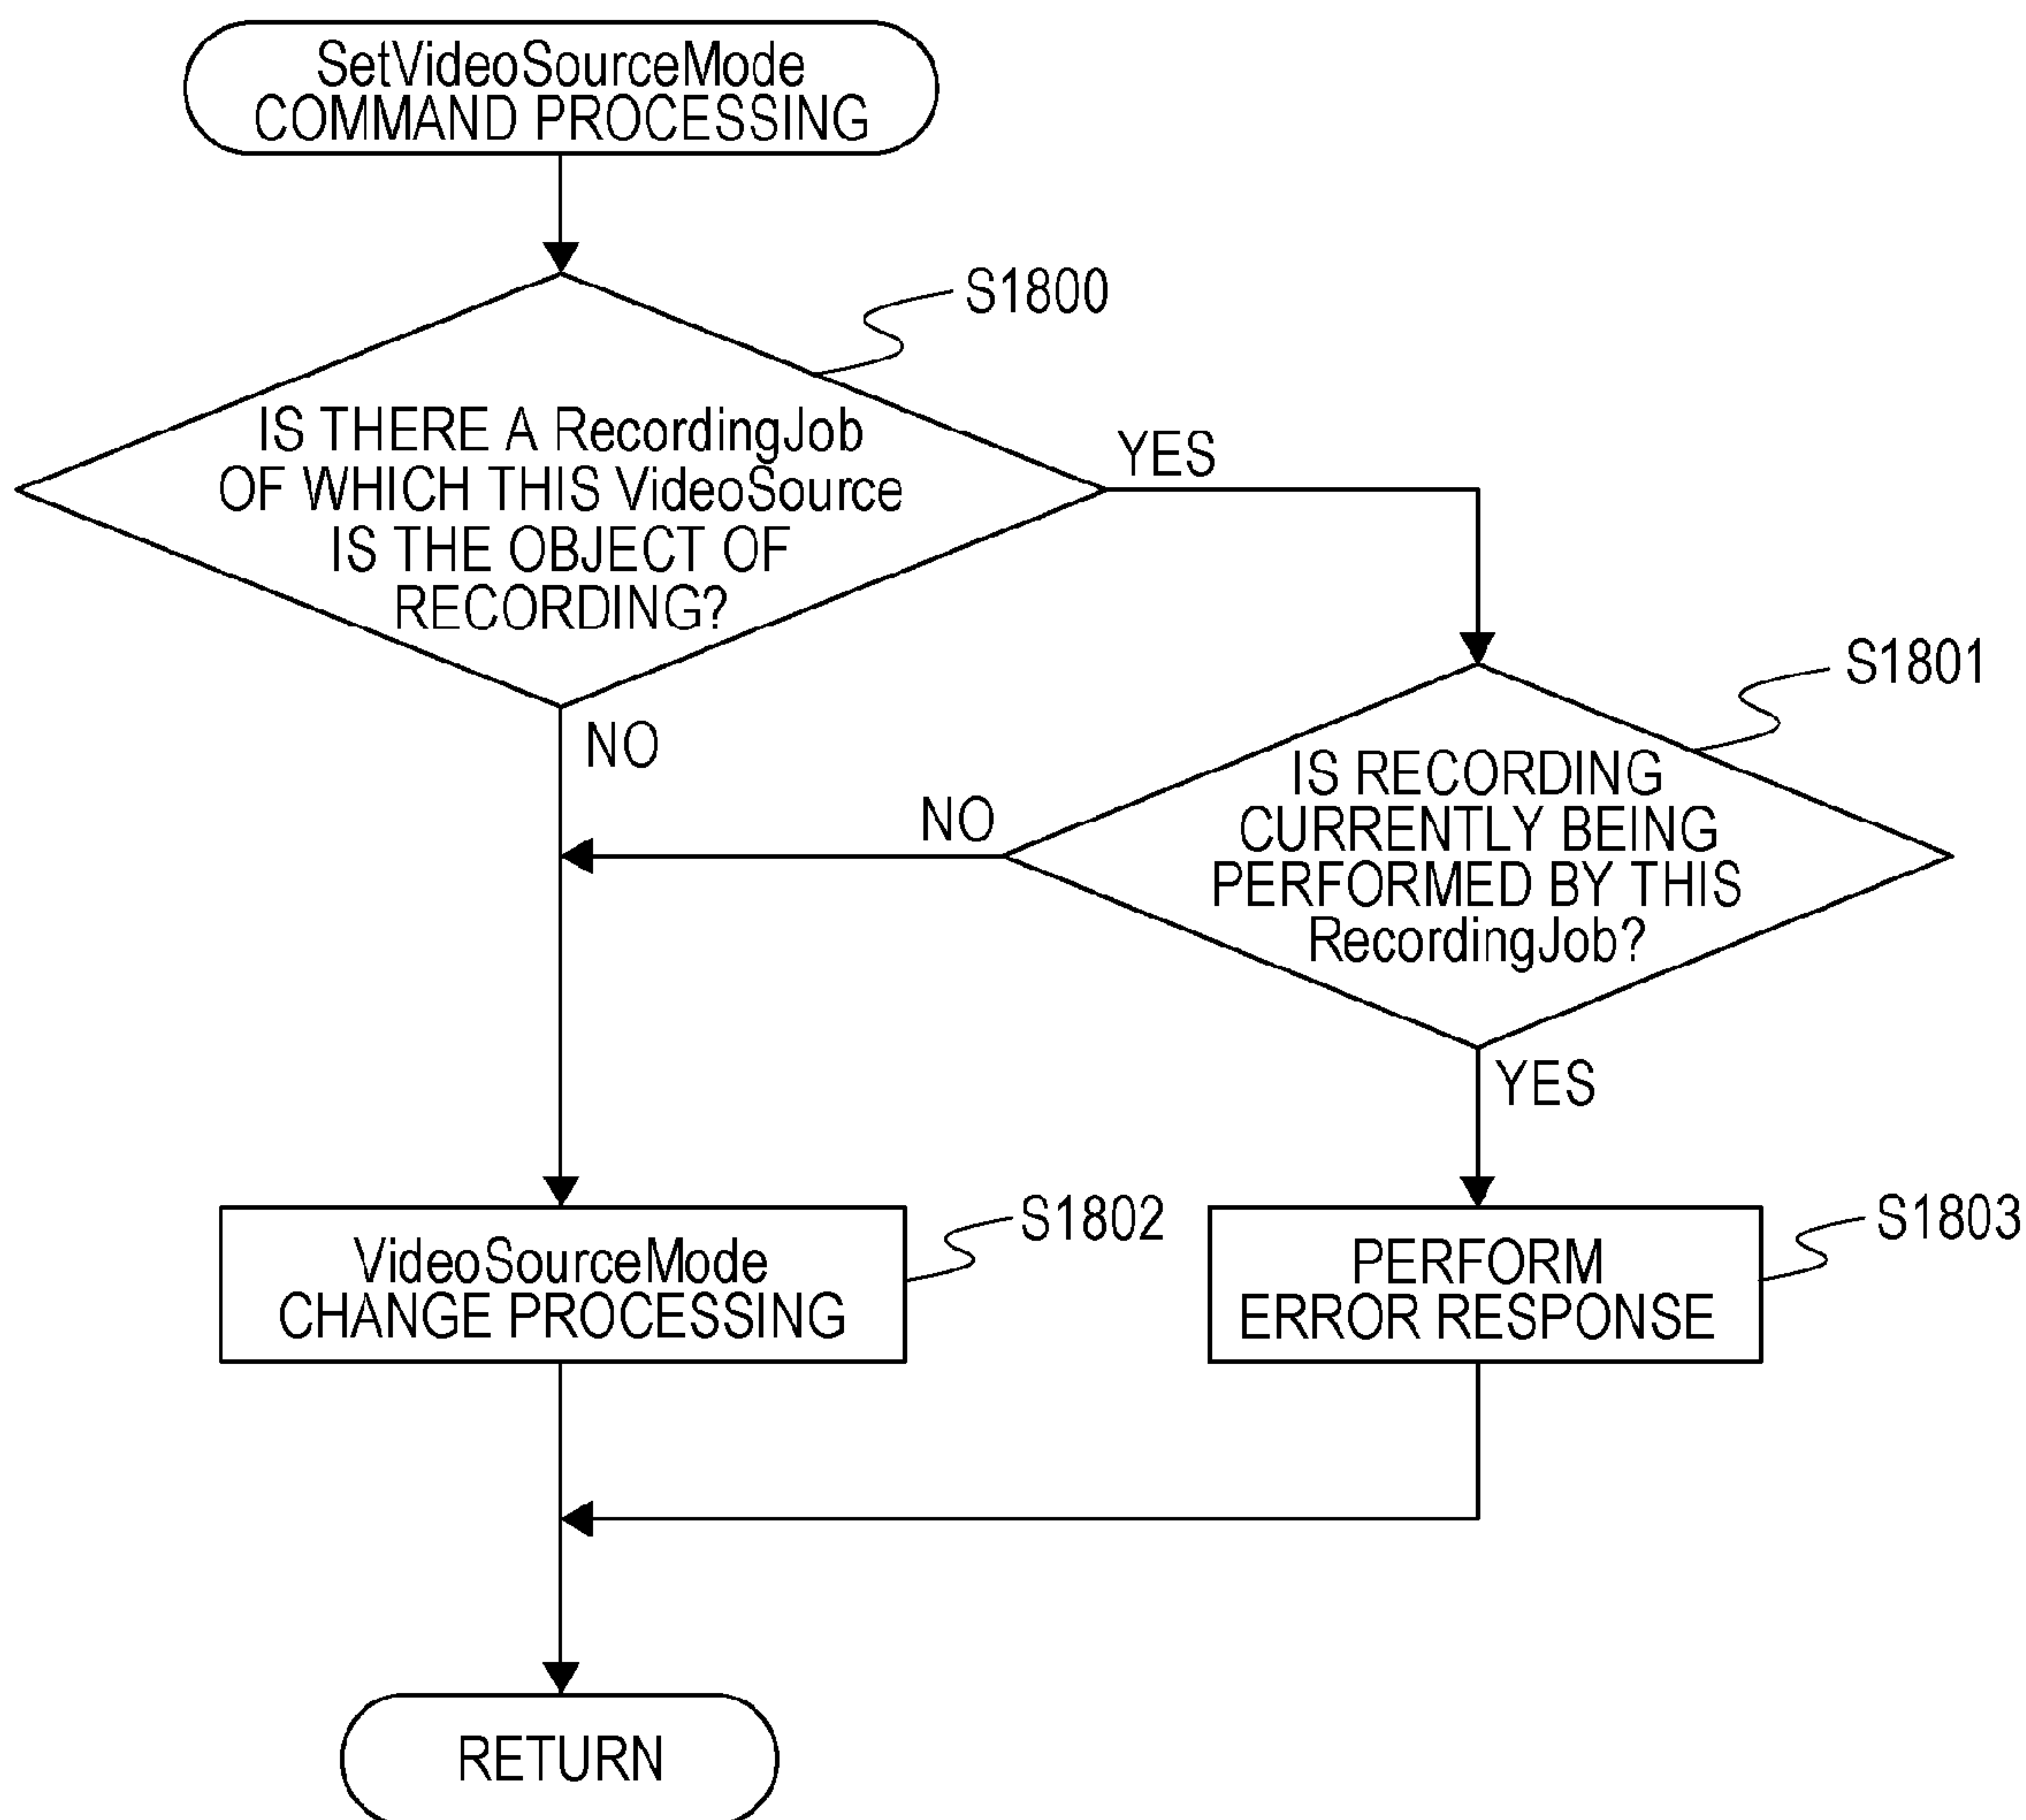 SetVideoSourceMode
COMMAND PROCESSING
S1800
IS THERE A RecordingJob
OF WHICH THIS VideoSource
IS THE OBJECT OF
RECORDING?
YES
NO
S1801
IS RECORDING
CURRENTLY BEING
PERFORMED BY THIS
RecordingJob?
NO
YES
S1802
VideoSourceMode
CHANGE PROCESSING
S1803
PERFORM
ERROR RESPONSE
RETURN